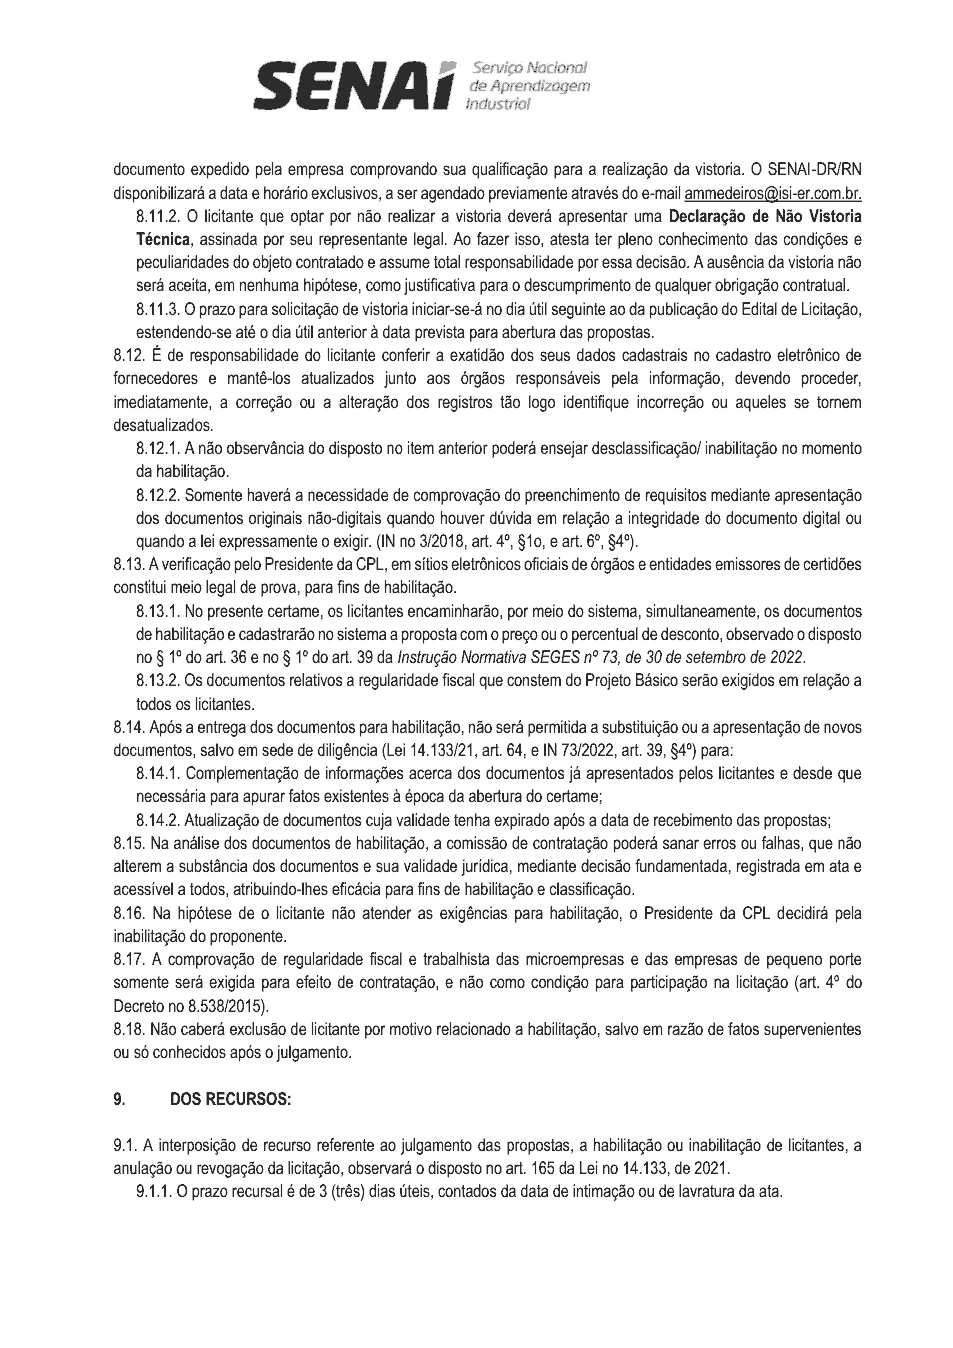 SENAI
Serviço Nacional
de Aprendizagem
Industrial
documento expedido pela empresa comprovando sua qualificação para a realização da vistoria. O SENAI-DR/RN
disponibilizará a data e horário exclusivos, a ser agendado previamente através do e-mail ammedeiros@isi-er.com.br.
8.11.2. O licitante que optar por não realizar a vistoria deverá apresentar uma Declaração de Não Vistoria
Técnica, assinada por seu representante legal. Ao fazer isso, atesta ter pleno conhecimento das condições e
peculiaridades do objeto contratado e assume total responsabilidade por essa decisão. A ausência da vistoria não
será aceita, em nenhuma hipótese, como justificativa para o descumprimento de qualquer obrigação contratual.
8.11.3. O prazo para solicitação de vistoria iniciar-se-á no dia útil seguinte ao da publicação do Edital de Licitação,
estendendo-se até o dia útil anterior à data prevista para abertura das propostas.
8.12. É de responsabilidade do licitante conferir a exatidão dos seus dados cadastrais no cadastro eletrônico de
fornecedores e mantê-los atualizados junto aos órgãos responsáveis pela informação, devendo proceder,
imediatamente, a correção ou a alteração dos registros tão logo identifique incorreção ou aqueles se tornem
desatualizados.
8.12.1. A não observância do disposto no item anterior poderá ensejar desclassificação/ inabilitação no momento
da habilitação.
8.12.2. Somente haverá a necessidade de comprovação do preenchimento de requisitos mediante apresentação
dos documentos originais não-digitais quando houver dúvida em relação a integridade do documento digital ou
quando a lei expressamente o exigir. (IN no 3/2018, art. 4º, §1o, e art. 6º, §4º).
8.13. A verificação pelo Presidente da CPL, em sítios eletrônicos oficiais de órgãos e entidades emissores de certidões
constitui meio legal de prova, para fins de habilitação.
8.13.1. No presente certame, os licitantes encaminharão, por meio do sistema, simultaneamente, os documentos
de habilitação e cadastrarão no sistema a proposta com o preço ou o percentual de desconto, observado o disposto
no § 1º do art. 36 e no § 1º do art. 39 da Instrução Normativa SEGES nº 73, de 30 de setembro de 2022.
8.13.2. Os documentos relativos a regularidade fiscal que constem do Projeto Básico serão exigidos em relação a
todos os licitantes.
8.14. Após a entrega dos documentos para habilitação, não será permitida a substituição ou a apresentação de novos
documentos, salvo em sede de diligência (Lei 14.133/21, art. 64, e IN 73/2022, art. 39, §4º) para:
8.14.1. Complementação de informações acerca dos documentos já apresentados pelos licitantes e desde que
necessária para apurar fatos existentes à época da abertura do certame;
8.14.2. Atualização de documentos cuja validade tenha expirado após a data de recebimento das propostas;
8.15. Na análise dos documentos de habilitação, a comissão de contratação poderá sanar erros ou falhas, que não
alterem a substância dos documentos e sua validade jurídica, mediante decisão fundamentada, registrada em ata e
acessível a todos, atribuindo-lhes eficácia para fins de habilitação e classificação.
8.16. Na hipótese de o licitante não atender as exigências para habilitação, o Presidente da CPL decidirá pela
inabilitação do proponente.
8.17. A comprovação de regularidade fiscal e trabalhista das microempresas e das empresas de pequeno porte
somente será exigida para efeito de contratação, e não como condição para participação na licitação (art. 4º do
Decreto no 8.538/2015).
8.18. Não caberá exclusão de licitante por motivo relacionado a habilitação, salvo em razão de fatos supervenientes
ou só conhecidos após o julgamento.
9. DOS RECURSOS:
9.1. A interposição de recurso referente ao julgamento das propostas, a habilitação ou inabilitação de licitantes, a
anulação ou revogação da licitação, observará o disposto no art. 165 da Lei no 14.133, de 2021.
9.1.1. O prazo recursal é de 3 (três) dias úteis, contados da data de intimação ou de lavratura da ata.